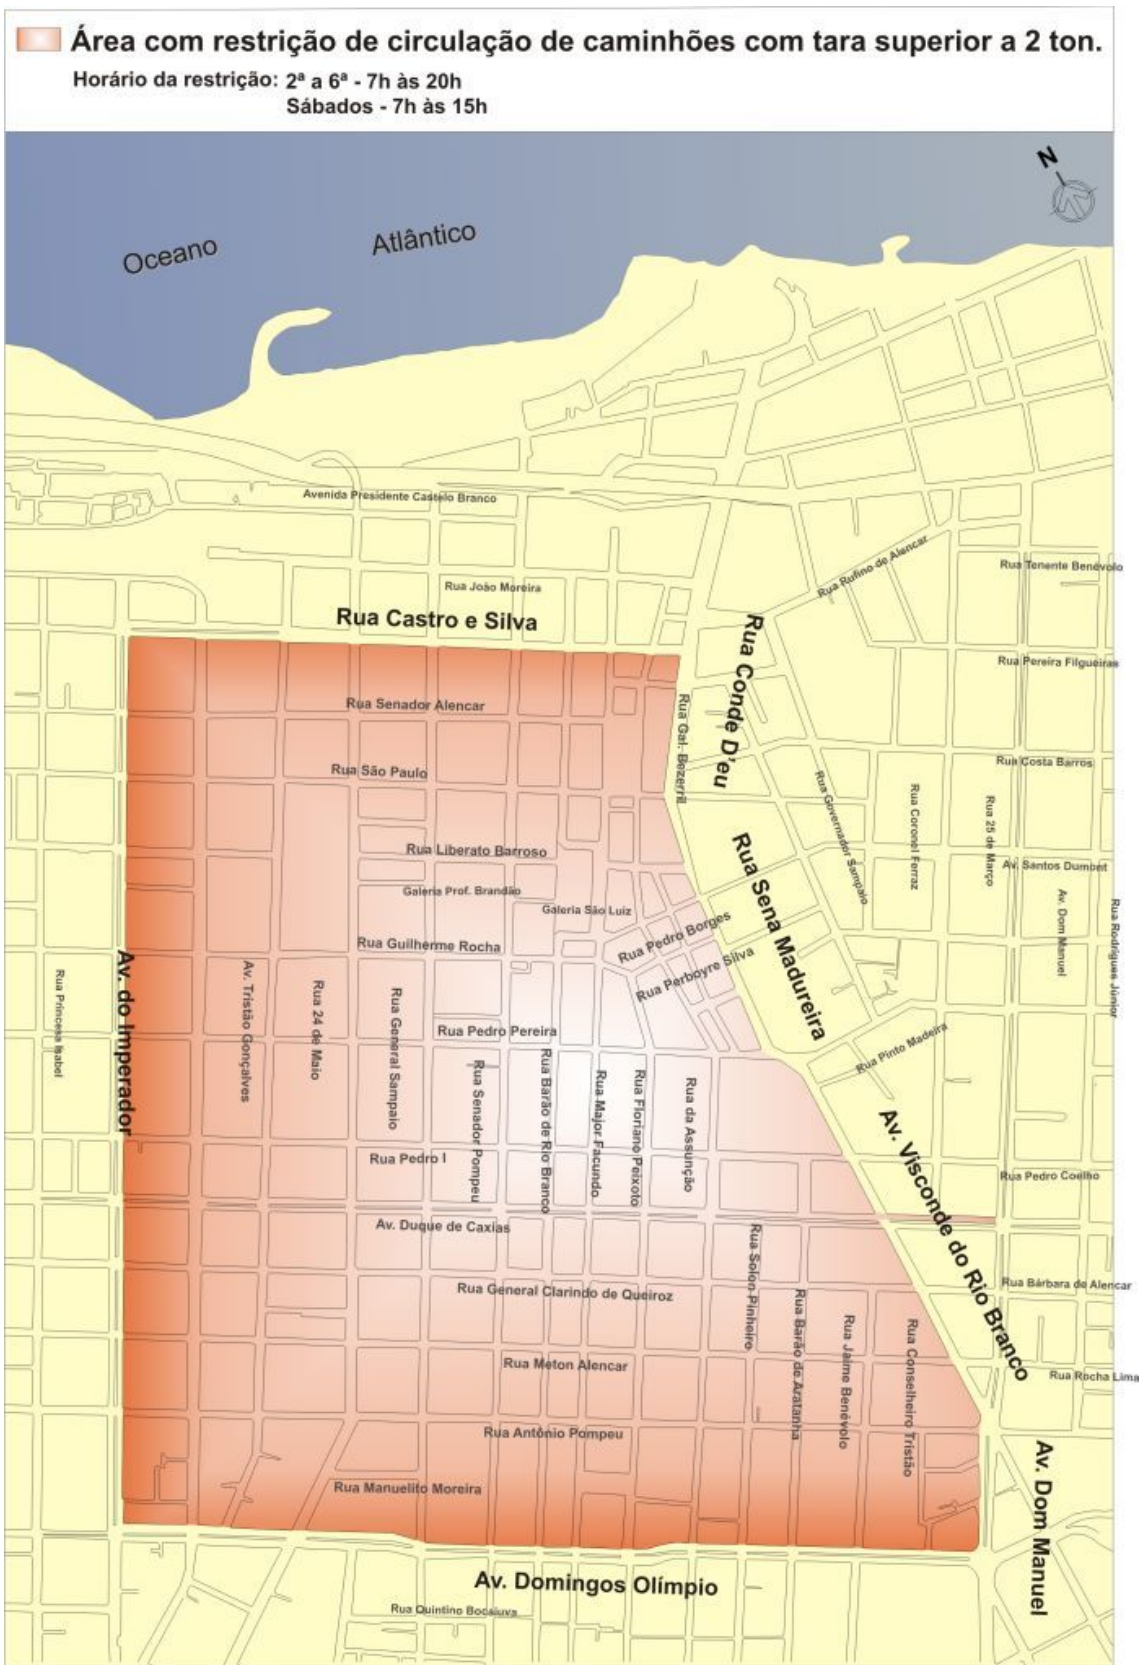 Área com restrição de circulação de caminhões com tara superior a 2 ton.
Horário da restrição: 2ª a 6ª - 7h às 20h
Sábados - 7h às 15h
N
Oceano
Atlântico
Avenida Presidente Castelo Branco
Rua Rufino de Alencar
Rua Tenente Benévolo
Rua João Moreira
Rua Castro e Silva
Rua Conde D'eu
Rua Pereira Filgueiras
Rua Senador Alencar
Rua Gal. Bezerril
Rua São Paulo
Rua Costa Barros
Rua Governador Sampaio
Rua Coronel Ferraz
Rua 25 de Março
Rua Liberato Barroso
Rua Sena Madureira
Av. Santos Dumont
Galeria Prof. Brandão
Galeria São Luiz
Av. Dom Manuel
Rua Rodrigues Júnior
Rua Pedro Borges
Rua Guilherme Rocha
Rua Perboyre Silva
Rua Princesa Isabel
Av. do Imperador
Av. Tristão Gonçalves
Rua 24 de Maio
Rua General Sampaio
Rua Pedro Pereira
Rua Pinto Madeira
Rua Senador Pompeu
Rua Barão de Rio Branco
Rua Major Facundo
Rua Floriano Peixoto
Rua da Assunção
Av. Visconde do Rio Branco
Rua Pedro I
Rua Pedro Coelho
Av. Duque de Caxias
Rua Solon Pinheiro
Rua General Clarindo de Queiroz
Rua Bárbara de Alencar
Rua Barão de Aratanha
Rua Jaime Benévolo
Rua Conselheiro Tristão
Rua Meton Alencar
Rua Rocha Lima
Rua Antônio Pompeu
Rua Manuelito Moreira
Av. Dom Manuel
Av. Domingos Olímpio
Rua Quintino Bocaiuva